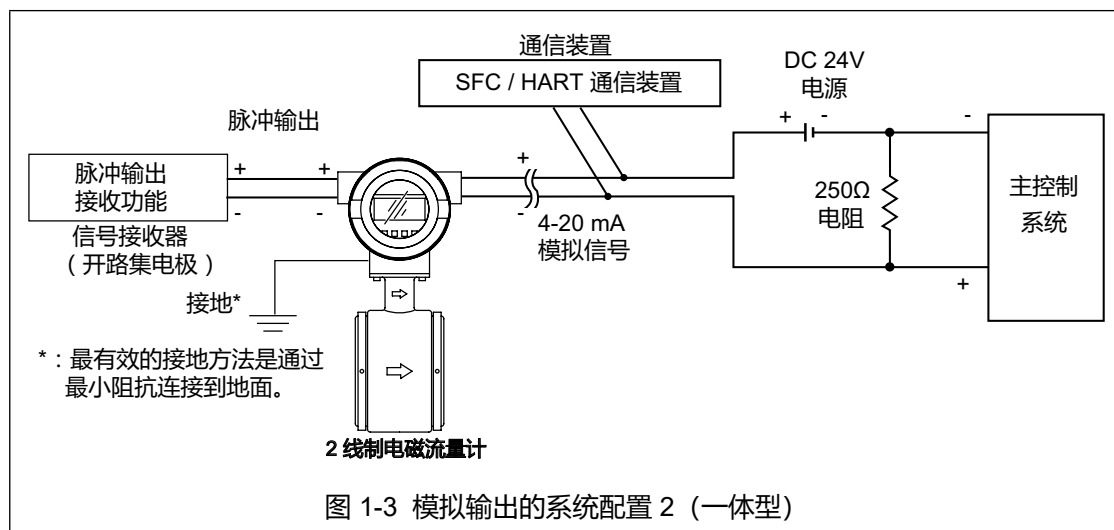 通信装置
SFC / HART 通信装置
DC 24V
电源
+ -
-
脉冲输出
脉冲输出
接收功能
+ +
- -
信号接收器
（开路集电极）
+
-
4-20 mA
模拟信号
250Ω
电阻
主控制
系统
+
接地*
*：最有效的接地方法是通过
最小阻抗连接到地面。
2 线制电磁流量计
图 1-3 模拟输出的系统配置 2（一体型）